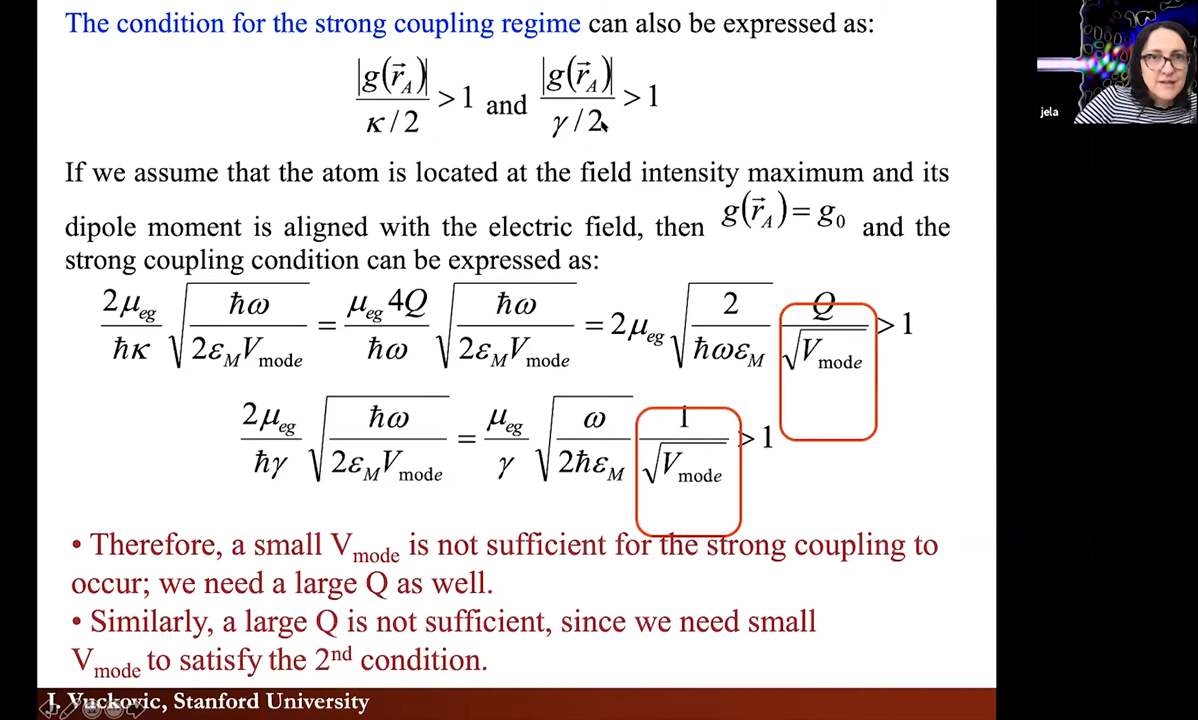 The condition for the strong coupling regime can also be expressed as:
|g(r⃗_A)| / (κ/2) > 1 and |g(r⃗_A)| / (γ/2) > 1
jela
If we assume that the atom is located at the field intensity maximum and its
dipole moment is aligned with the electric field, then g(r⃗_A) = g₀ and the
strong coupling condition can be expressed as:
(2μ_eg / ħκ) √(ħω / 2ε_M V_mode) = (μ_eg 4Q / ħω) √(ħω / 2ε_M V_mode) = 2μ_eg √(2 / ħωε_M) Q / √V_mode > 1
(2μ_eg / ħγ) √(ħω / 2ε_M V_mode) = (μ_eg / γ) √(ω / 2ħε_M) 1 / √V_mode > 1
• Therefore, a small V_mode is not sufficient for the strong coupling to
occur; we need a large Q as well.
• Similarly, a large Q is not sufficient, since we need small
V_mode to satisfy the 2nd condition.
J. Vuckovic, Stanford University